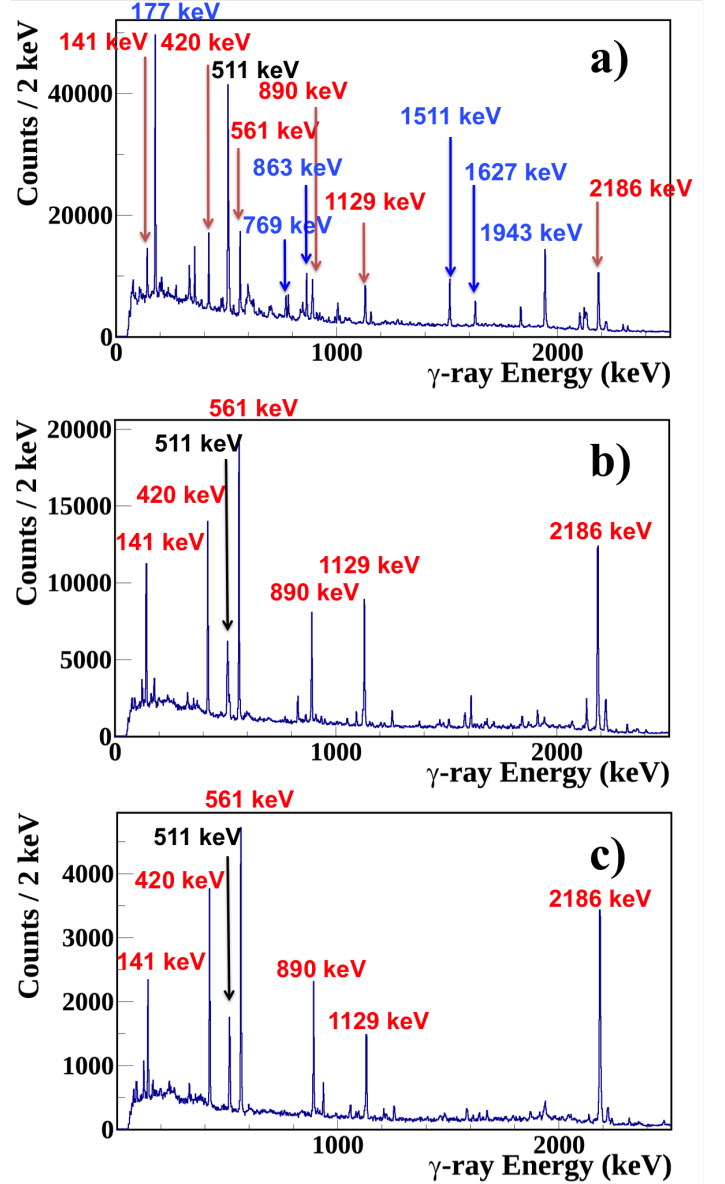 177 keV
141 keV 420 keV
511 keV
a)
890 keV
561 keV
863 keV
1511 keV
1627 keV
769 keV
1129 keV
1943 keV
2186 keV
Counts / 2 keV
40000
20000
0
0 1000 2000
γ-ray Energy (keV)
561 keV
511 keV
b)
420 keV
141 keV
890 keV
1129 keV
2186 keV
Counts / 2 keV
20000
15000
10000
5000
0
0 1000 2000
γ-ray Energy (keV)
561 keV
511 keV
c)
420 keV
141 keV
890 keV
1129 keV
2186 keV
Counts / 2 keV
4000
3000
2000
1000
0
1000 2000
γ-ray Energy (keV)